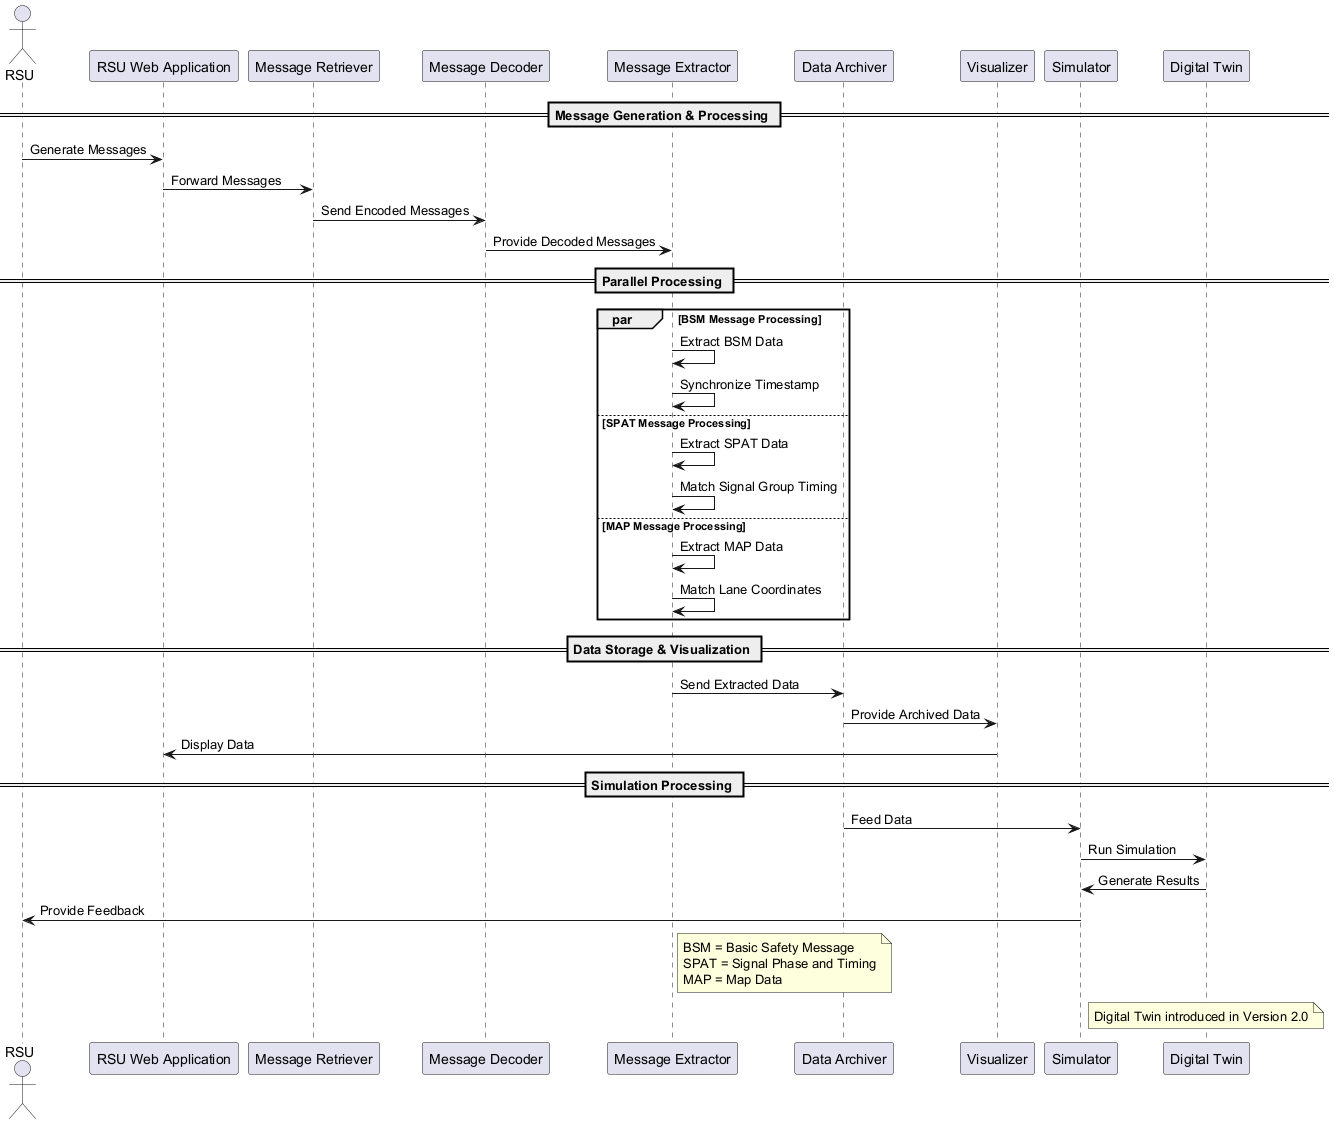 RSU
RSU Web Application
Message Retriever
Message Decoder
Message Extractor
Data Archiver
Visualizer
Simulator
Digital Twin
Message Generation & Processing
Generate Messages
Forward Messages
Send Encoded Messages
Provide Decoded Messages
Parallel Processing
par
[BSM Message Processing]
Extract BSM Data
Synchronize Timestamp
[SPAT Message Processing]
Extract SPAT Data
Match Signal Group Timing
[MAP Message Processing]
Extract MAP Data
Match Lane Coordinates
Data Storage & Visualization
Send Extracted Data
Provide Archived Data
Display Data
Simulation Processing
Feed Data
Run Simulation
Generate Results
Provide Feedback
BSM = Basic Safety Message
SPAT = Signal Phase and Timing
MAP = Map Data
Digital Twin introduced in Version 2.0
RSU
RSU Web Application
Message Retriever
Message Decoder
Message Extractor
Data Archiver
Visualizer
Simulator
Digital Twin